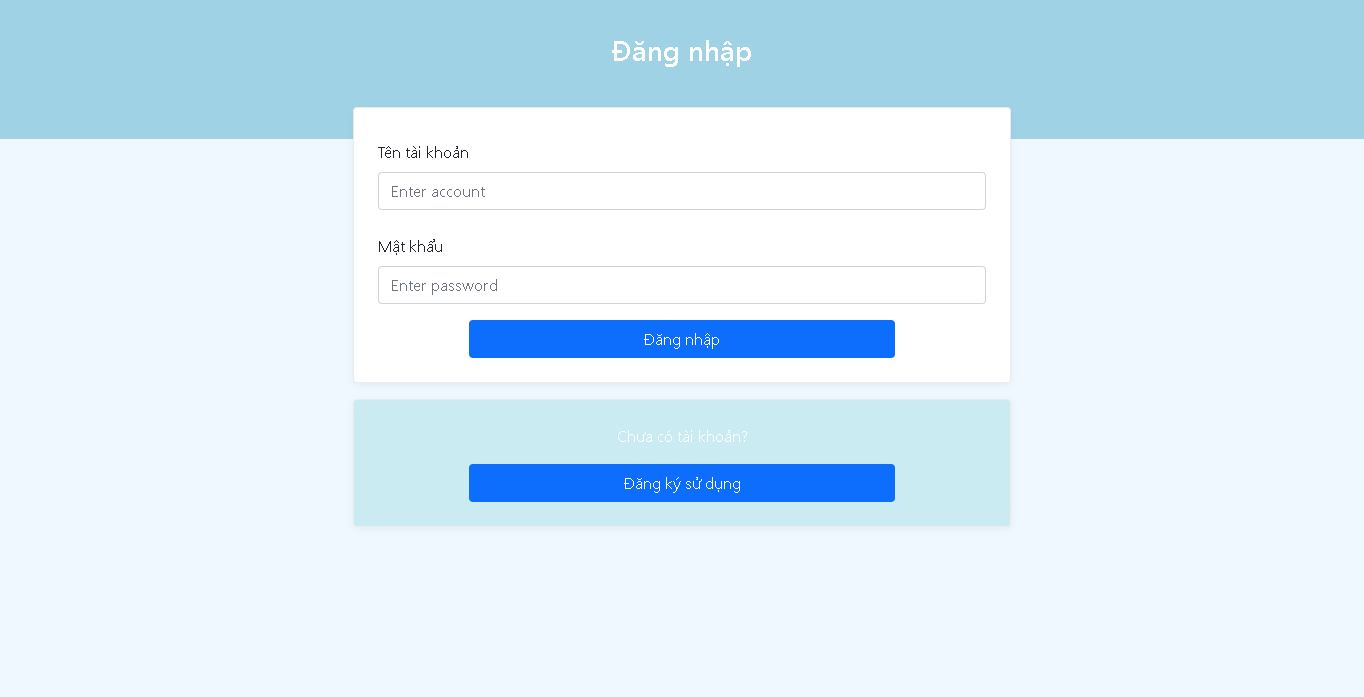 Đăng nhập
Tên tài khoản
Enter account
Mật khẩu
Enter password
Đăng nhập
Chưa có tài khoản?
Đăng ký sử dụng